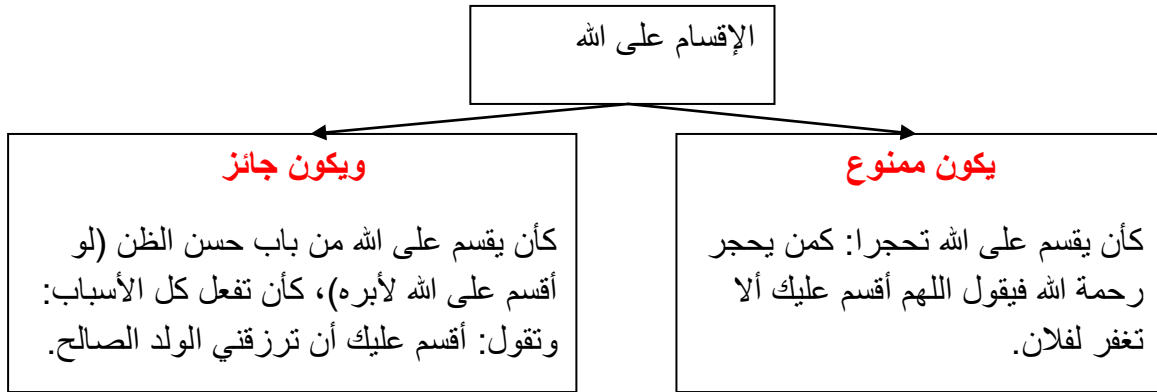 الإقسام على الله
يكون ممنوع
كأن يقسم على الله تحجرا: كمن يحجر
رحمة الله فيقول اللهم أقسم عليك ألا
تغفر لفلان.
ويكون جائز
كأن يقسم على الله من باب حسن الظن (لو
أقسم على الله لأبره)، كأن تفعل كل الأسباب:
وتقول: أقسم عليك أن ترزقني الولد الصالح.